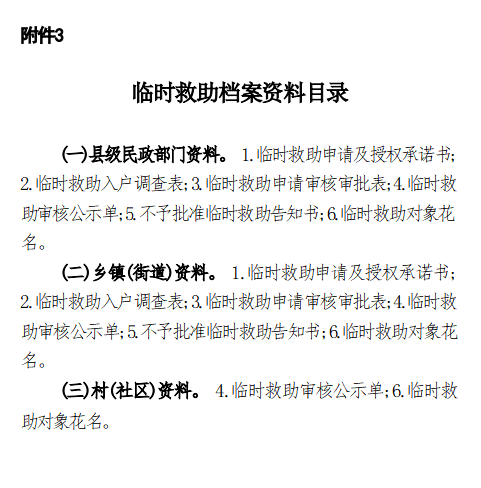 附件3
临时救助档案资料目录
(一)县级民政部门资料。 1.临时救助申请及授权承诺书;
2.临时救助入户调查表;3.临时救助申请审核审批表;4.临时救
助审核公示单;5.不予批准临时救助告知书;6.临时救助对象花
名。
(二)乡镇(街道)资料。 1.临时救助申请及授权承诺书;
2.临时救助入户调查表;3.临时救助申请审核审批表;4.临时救
助审核公示单;5.不予批准临时救助告知书;6.临时救助对象花
名。
(三)村(社区)资料。 4.临时救助审核公示单;6.临时救
助对象花名。